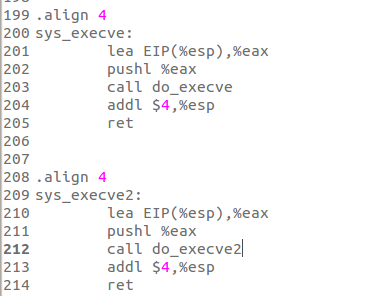 199 .align 4
200 sys_execve:
201         lea EIP(%esp),%eax
202         pushl %eax
203         call do_execve
204         addl $4,%esp
205         ret
206
207
208 .align 4
209 sys_execve2:
210         lea EIP(%esp),%eax
211         pushl %eax
212         call do_execve2
213         addl $4,%esp
214         ret